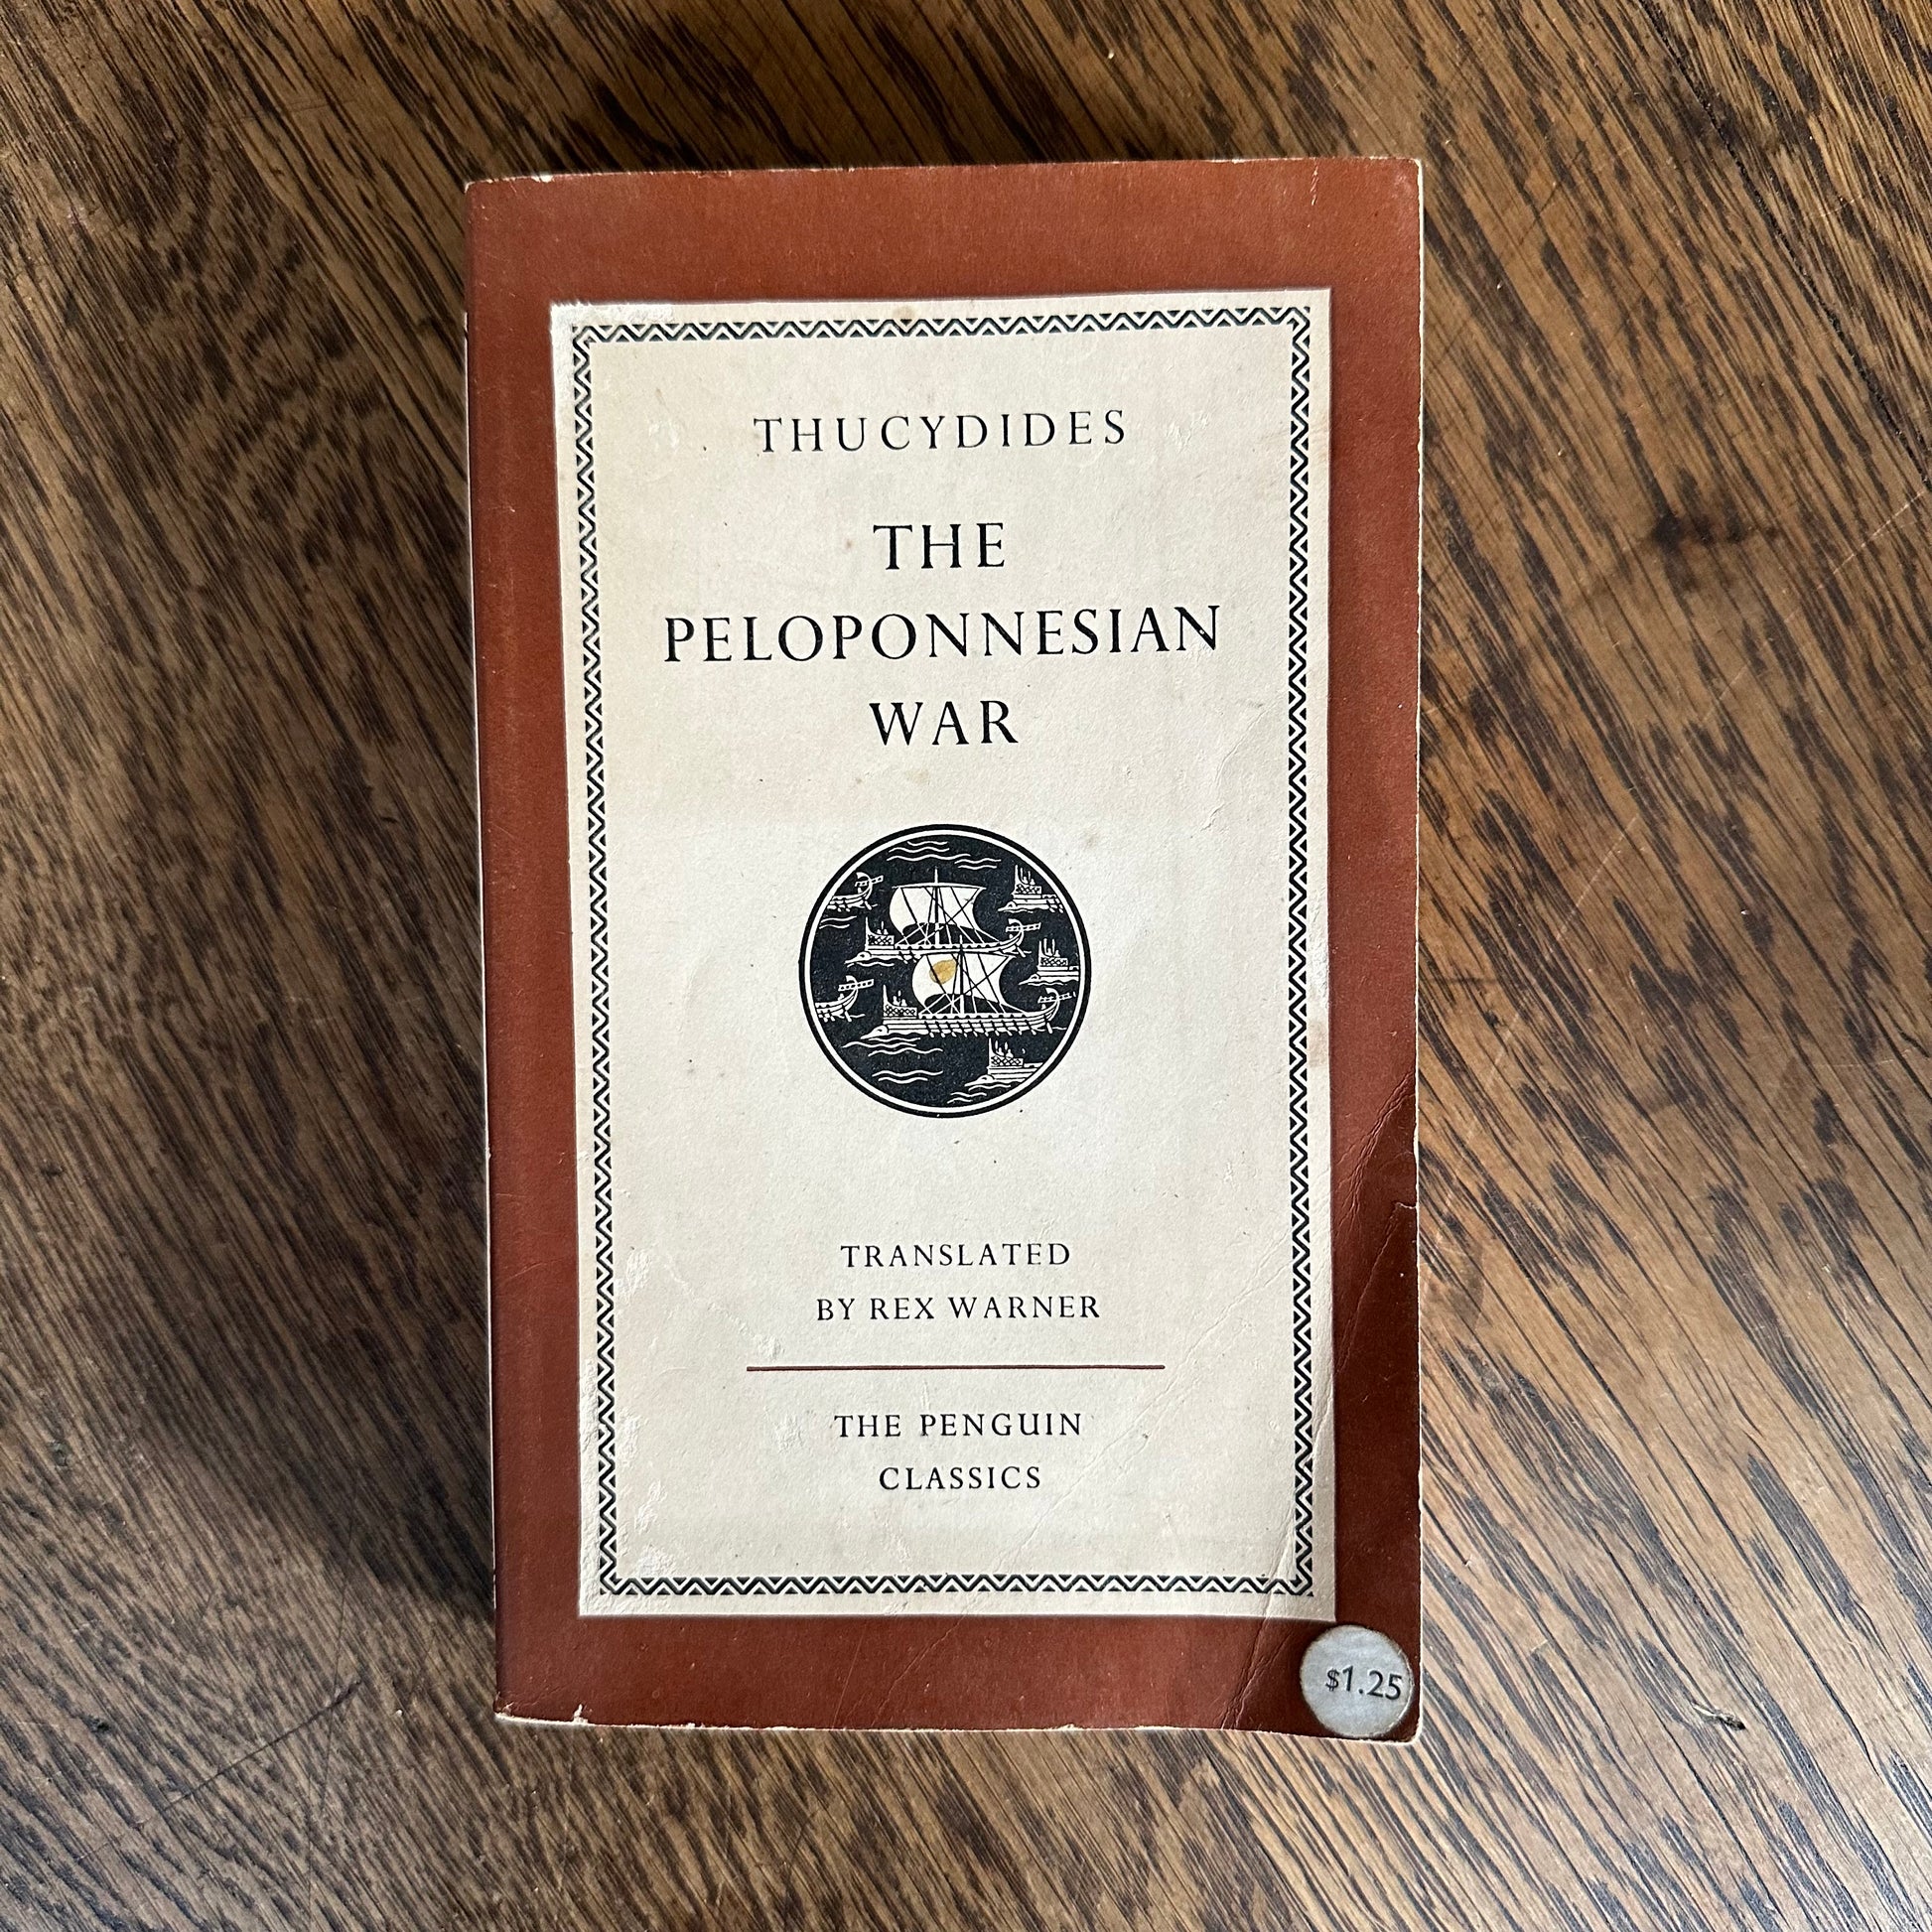 THUCYDIDES
THE
PELOPONNESIAN
WAR
TRANSLATED
BY REX WARNER
THE PENGUIN
CLASSICS
$1.25